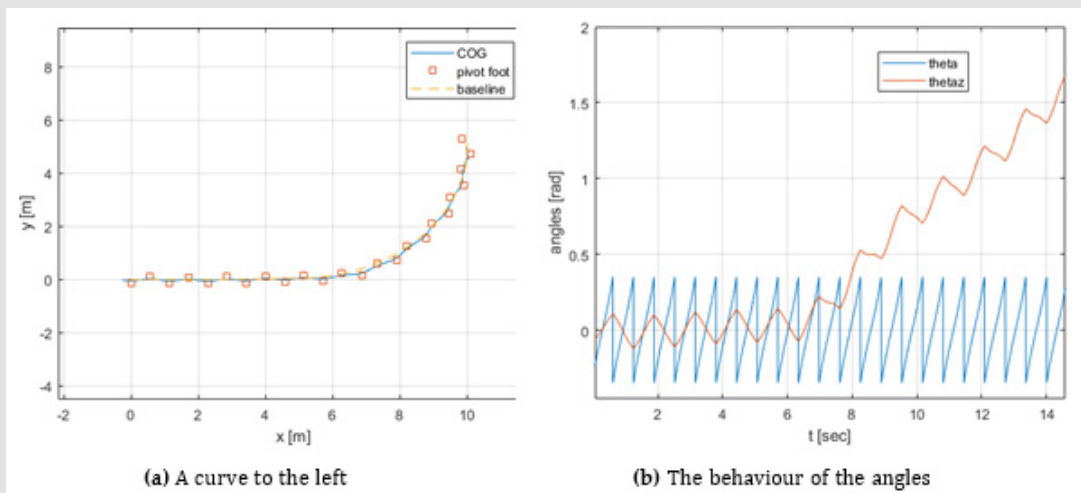 8
6
4
2
0
-2
-4
y [m]
-2 0 2 4 6 8 10
x [m]
COG
pivot foot
baseline
(a) A curve to the left
2
1.5
1
0.5
0
angles [rad]
2 4 6 8 10 12 14
t [sec]
theta
thetaz
(b) The behaviour of the angles